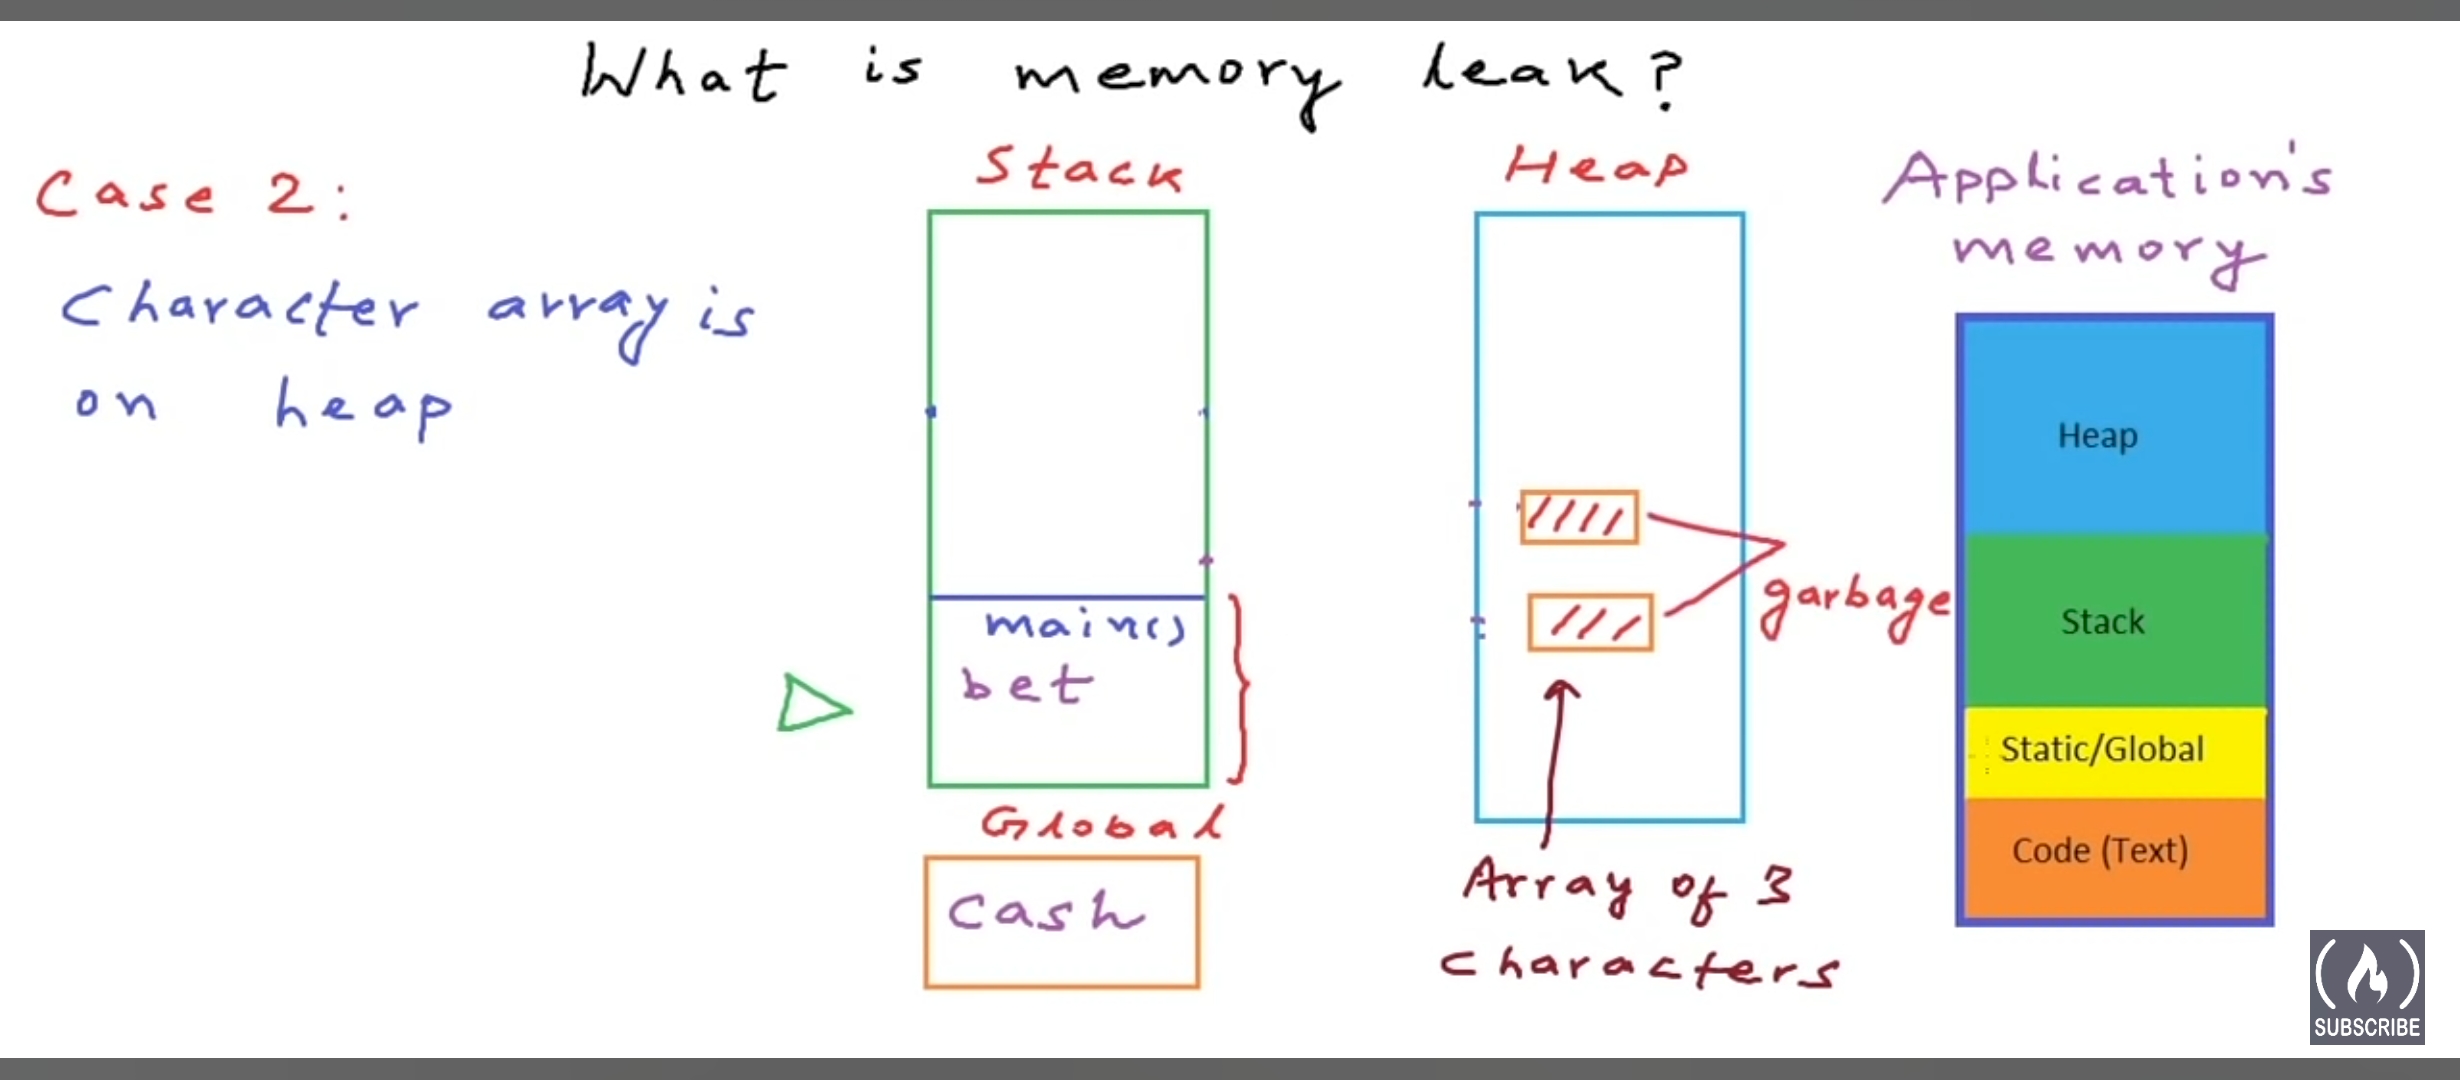 What is memory leak?
Case 2:
Character array is
on heap
Stack
main()
bet
Global
cash
Heap
garbage
Array of 3
characters
Application's
memory
Heap
Stack
Static/Global
Code (Text)
SUBSCRIBE